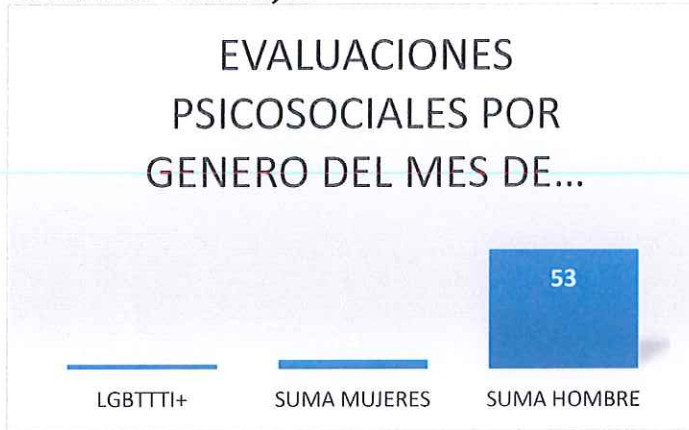 EVALUACIONES
PSICOSOCIALES POR
GENERO DEL MES DE...
53
LGBTTTI+
SUMA MUJERES
SUMA HOMBRE